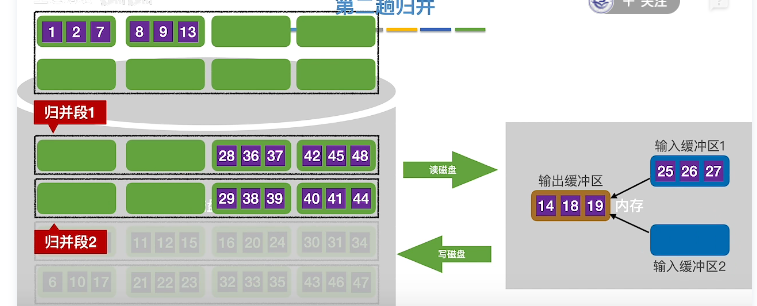 第二趟归并
关注
1 2 7 8 9 13
归并段1
28 36 37 42 45 48
29 38 39 40 41 44
归并段2
11 12 15 16 20 24 30 31 34
6 10 17 21 22 23 32 33 35 43 46 47
读磁盘
写磁盘
输入缓冲区1
25 26 27
输出缓冲区
14 18 19
内存
输入缓冲区2